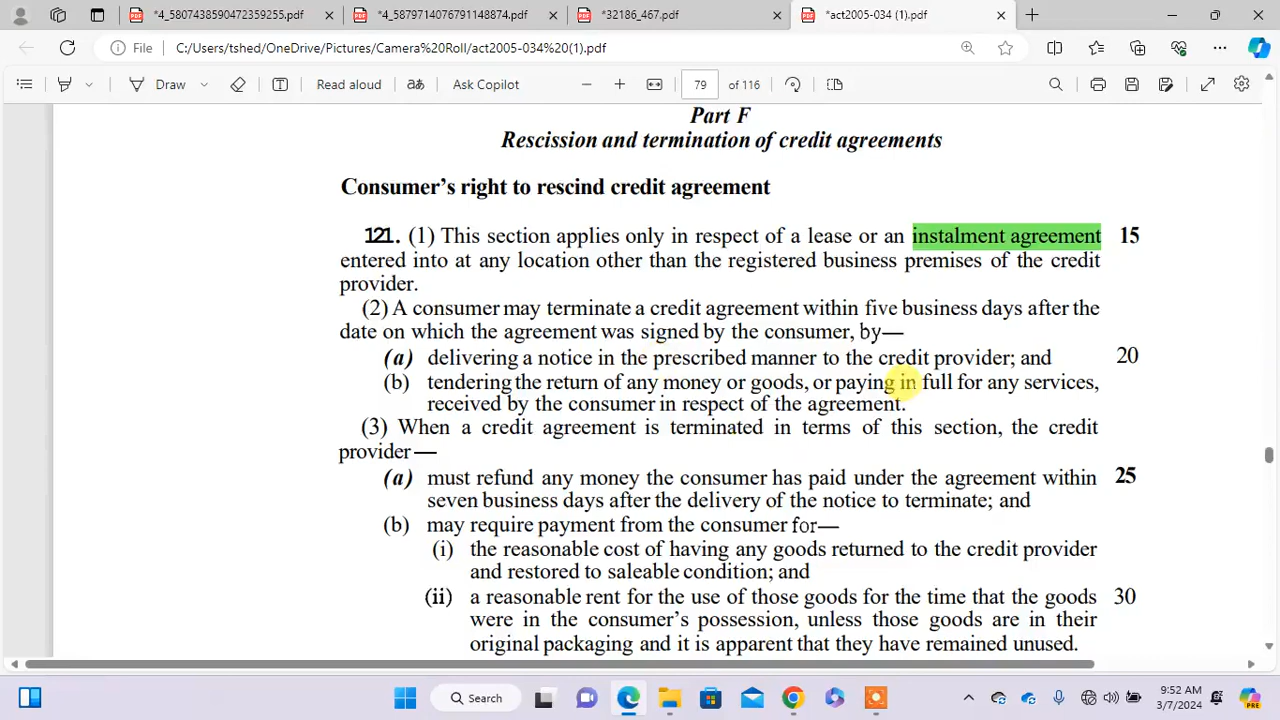 *4_5807438590472359255.pdf
*4_5879714078791148874.pdf
*32186_467.pdf
*act2005-034 (1).pdf
File
C:/Users/tshed/OneDrive/Pictures/Camera%20Roll/act2005-034%20(1).pdf
Draw
Read aloud
Ask Copilot
79 of 116
Part F
Rescission and termination of credit agreements
Consumer's right to rescind credit agreement
121. (1) This section applies only in respect of a lease or an instalment agreement 15
entered into at any location other than the registered business premises of the credit
provider.
(2) A consumer may terminate a credit agreement within five business days after the
date on which the agreement was signed by the consumer, by—
(a) delivering a notice in the prescribed manner to the credit provider; and 20
(b) tendering the return of any money or goods, or paying in full for any services,
received by the consumer in respect of the agreement.
(3) When a credit agreement is terminated in terms of this section, the credit
provider—
(a) must refund any money the consumer has paid under the agreement within 25
seven business days after the delivery of the notice to terminate; and
(b) may require payment from the consumer for—
(i) the reasonable cost of having any goods returned to the credit provider
and restored to saleable condition; and
(ii) a reasonable rent for the use of those goods for the time that the goods 30
were in the consumer's possession, unless those goods are in their
original packaging and it is apparent that they have remained unused.
Search
9:52 AM
3/7/2024